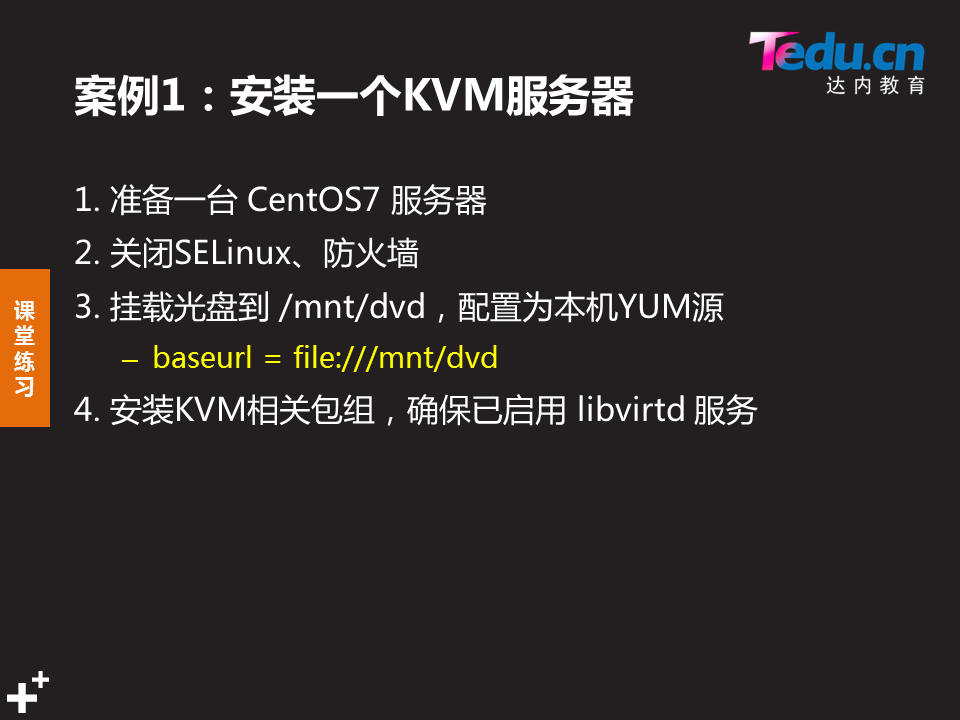 Tedu.cn
达内教育
案例1：安装一个KVM服务器
1. 准备一台 CentOS7 服务器
2. 关闭SELinux、防火墙
3. 挂载光盘到 /mnt/dvd，配置为本机YUM源
– baseurl = file:///mnt/dvd
4. 安装KVM相关包组，确保已启用 libvirtd 服务
课
堂
练
习